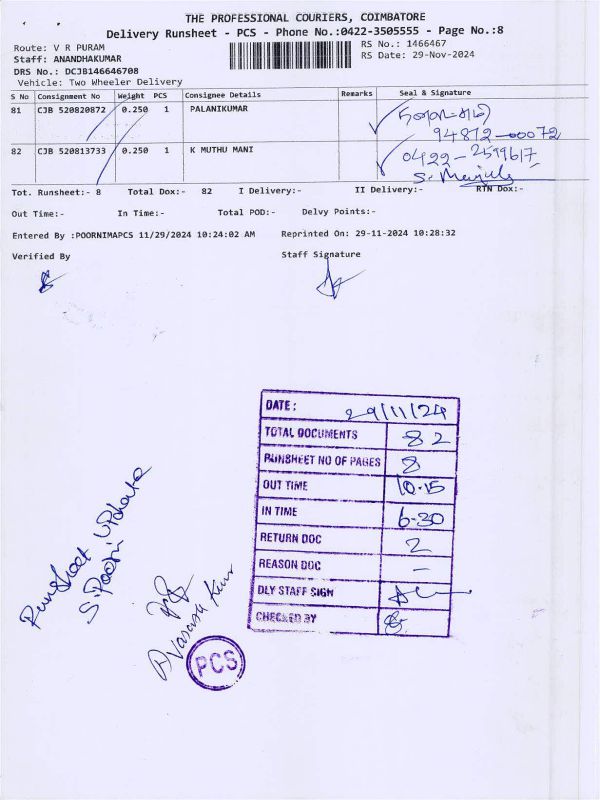 THE PROFESSIONAL COURIERS, COIMBATORE
Delivery Runsheet - PCS - Phone No.:0422-3505555 - Page No.:8
Route: V R PURAM
RS No.: 1466467
Staff: ANANDHAKUMAR
RS Date: 29-Nov-2024
DRS No.: DCJB146646708
Vehicle: Two Wheeler Delivery
S No Consignment No Weight PCS Consignee Details Remarks Seal & Signature
81 CJB 520820872 0.250 1 PALANIKUMAR
94872-00072
82 CJB 520813733 0.250 1 K MUTHU MANI 0422-2599617
Tot. Runsheet:- 8 Total Dox:- 82 I Delivery:- II Delivery:- RTN Dox:-
Out Time:- In Time:- Total POD:- Delvy Points:-
Entered By :POORNIMAPCS 11/29/2024 10:24:02 AM Reprinted On: 29-11-2024 10:28:32
Verified By Staff Signature
DATE: 29/11/24
TOTAL DOCUMENTS 82
RUNSHEET NO OF PAGES 8
OUT TIME 10.15
IN TIME 6-30
RETURN DOC 2
REASON DOC -
DLY STAFF SIGN
CHECKED BY
Runsheet
PCS